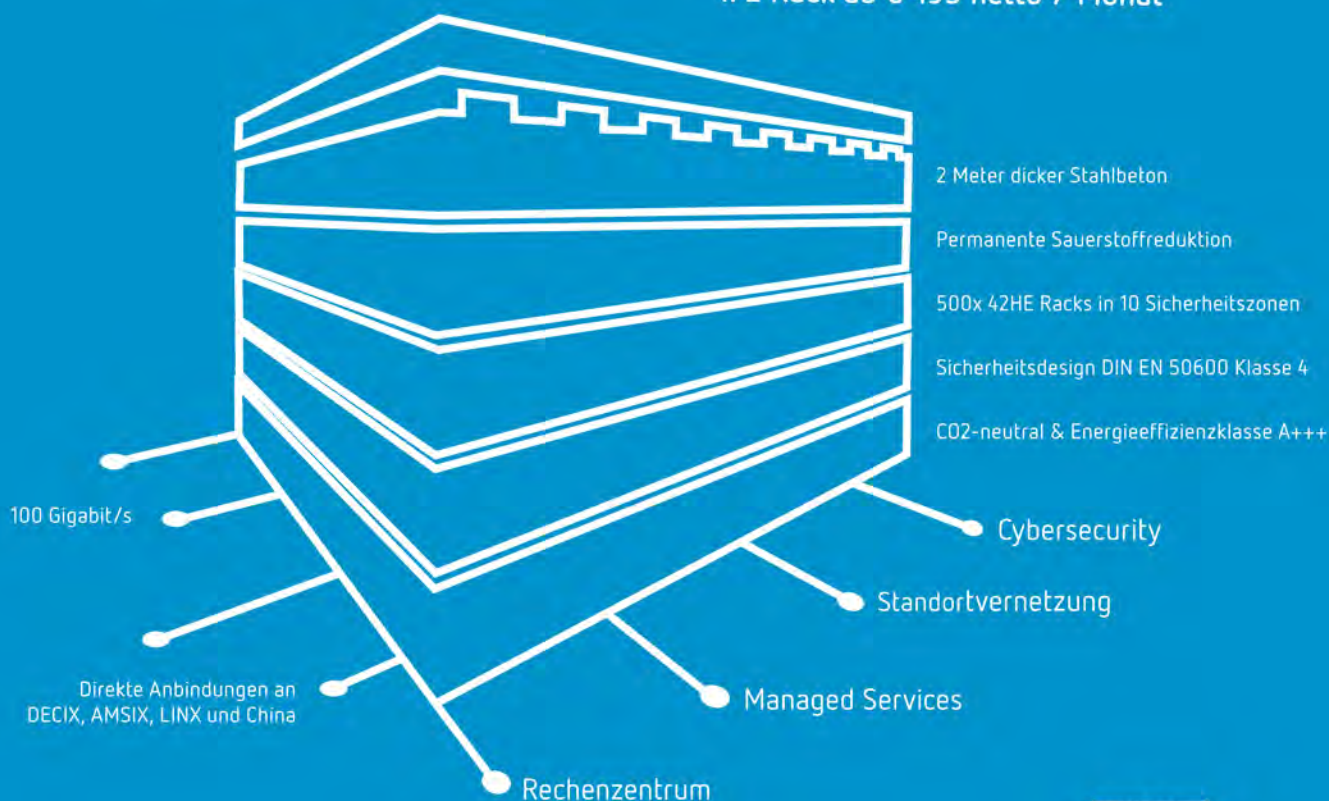 2 Meter dicker Stahlbeton
Permanente Sauerstoffreduktion
500x 42HE Racks in 10 Sicherheitszonen
Sicherheitsdesign DIN EN 50600 Klasse 4
CO2-neutral & Energieeffizienzklasse A+++
100 Gigabit/s
Cybersecurity
Standortvernetzung
Direkte Anbindungen an
DECIX, AMSIX, LINX und China
Managed Services
Rechenzentrum